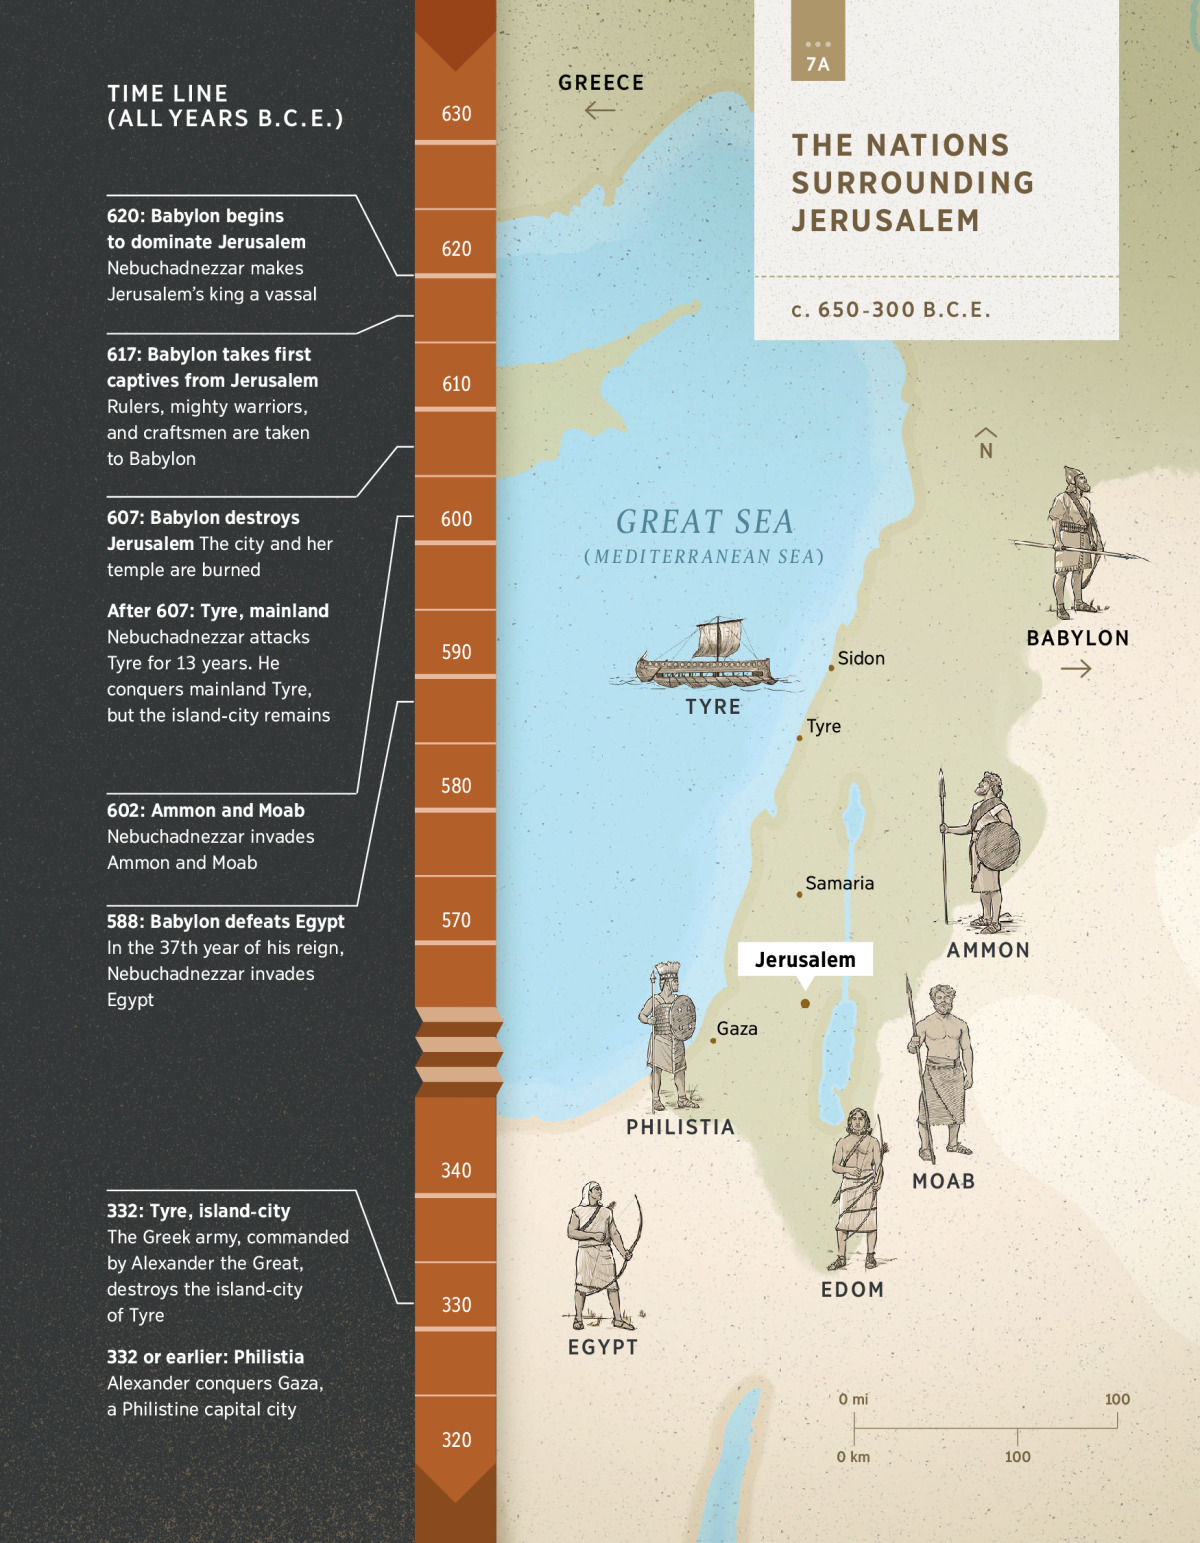 7A
THE NATIONS
SURROUNDING
JERUSALEM
c. 650-300 B.C.E.
TIME LINE
(ALL YEARS B.C.E.)
620: Babylon begins
to dominate Jerusalem
Nebuchadnezzar makes
Jerusalem’s king a vassal
617: Babylon takes first
captives from Jerusalem
Rulers, mighty warriors,
and craftsmen are taken
to Babylon
607: Babylon destroys
Jerusalem The city and her
temple are burned
After 607: Tyre, mainland
Nebuchadnezzar attacks
Tyre for 13 years. He
conquers mainland Tyre,
but the island-city remains
602: Ammon and Moab
Nebuchadnezzar invades
Ammon and Moab
588: Babylon defeats Egypt
In the 37th year of his reign,
Nebuchadnezzar invades
Egypt
332: Tyre, island-city
The Greek army, commanded
by Alexander the Great,
destroys the island-city
of Tyre
332 or earlier: Philistia
Alexander conquers Gaza,
a Philistine capital city
630
620
610
600
590
580
570
340
330
320
GREECE
N
GREAT SEA
(MEDITERRANEAN SEA)
BABYLON
Sidon
TYRE
Tyre
Samaria
AMMON
Jerusalem
Gaza
PHILISTIA
MOAB
EDOM
EGYPT
0 mi
100
0 km
100